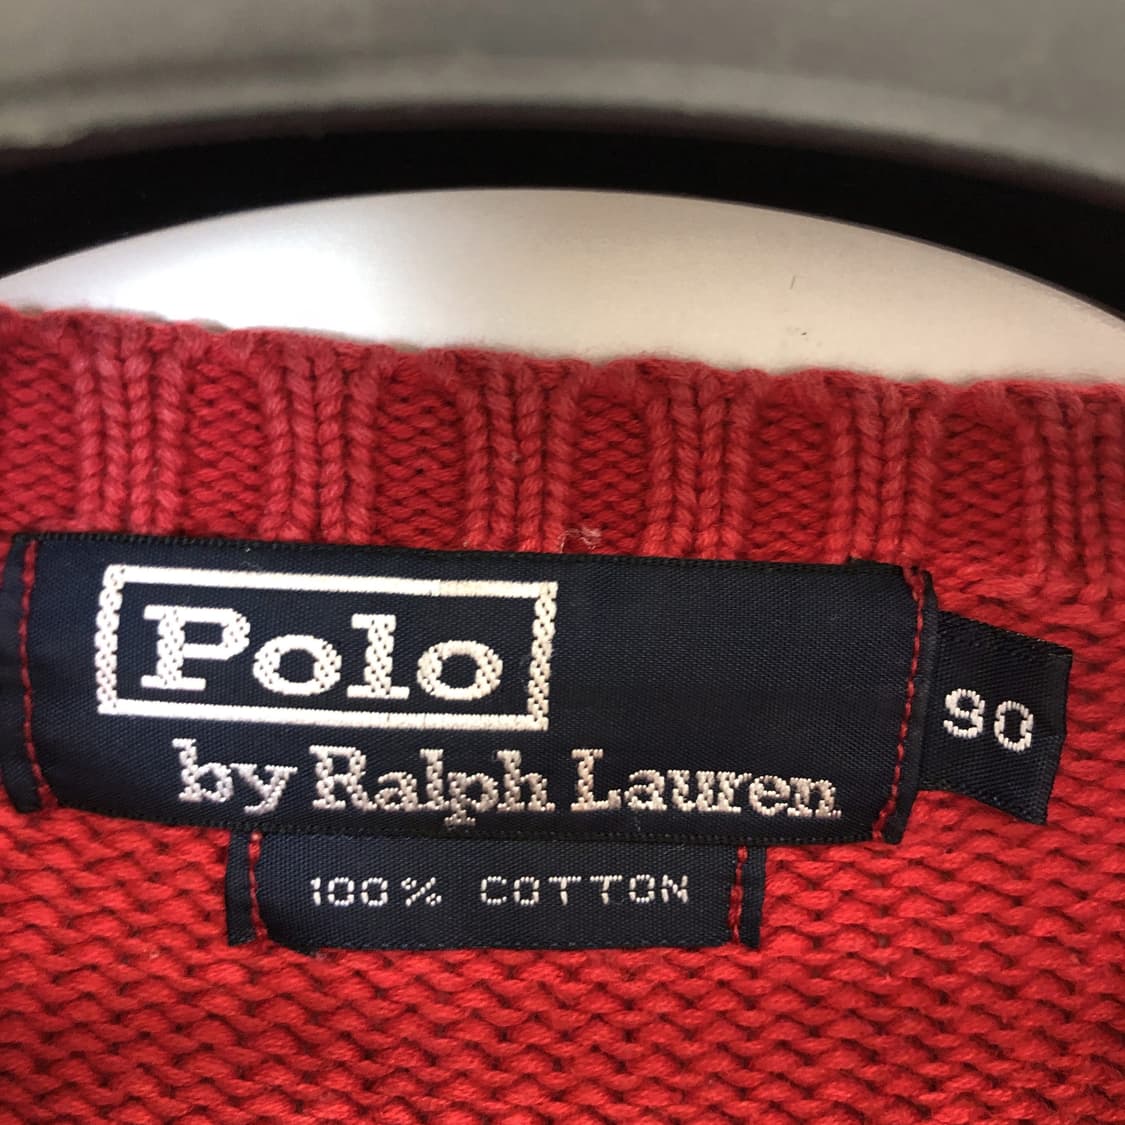 Polo
by Ralph Lauren
90
100% COTTON